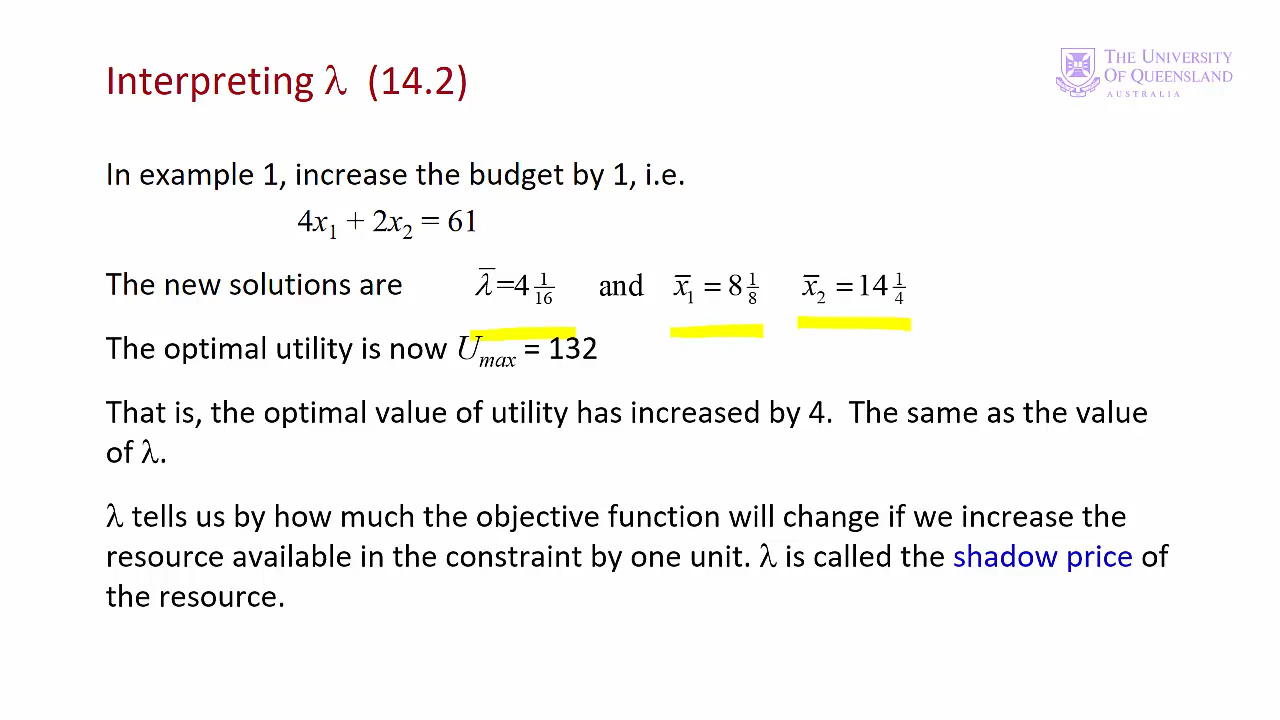 Interpreting λ (14.2)
THE UNIVERSITY
OF QUEENSLAND
AUSTRALIA
In example 1, increase the budget by 1, i.e.
4x₁ + 2x₂ = 61
The new solutions are λ̅=4 1/16 and x̅₁ = 8 1/8 x̅₂ = 14 1/4
The optimal utility is now Uₘₐₓ = 132
That is, the optimal value of utility has increased by 4. The same as the value
of λ.
λ tells us by how much the objective function will change if we increase the
resource available in the constraint by one unit. λ is called the shadow price of
the resource.